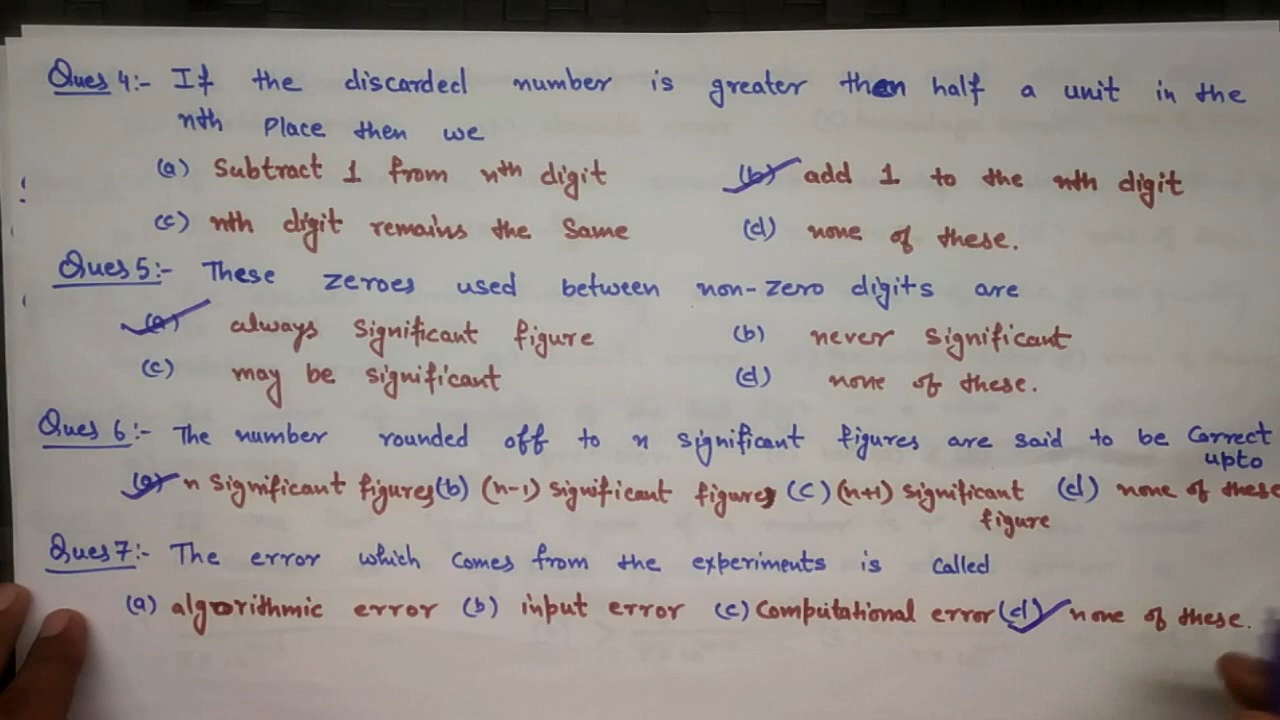 Ques 4:- If the discarded number is greater then half a unit in the
nth place then we
(a) Subtract 1 from nth digit (b) add 1 to the nth digit
(c) nth digit remains the Same (d) none of these.
Ques 5:- These zeroes used between non-zero digits are
(a) always significant figure (b) never significant
(c) may be significant (d) none of these.
Ques 6:- The number rounded off to n significant figures are said to be Correct
upto
(a) n significant figures (b) (n-1) significant figures (c) (n+1) significant (d) none of these
figure
Ques 7:- The error which comes from the experiments is called
(a) algorithmic error (b) input error (c) Computational error (d) none of these.